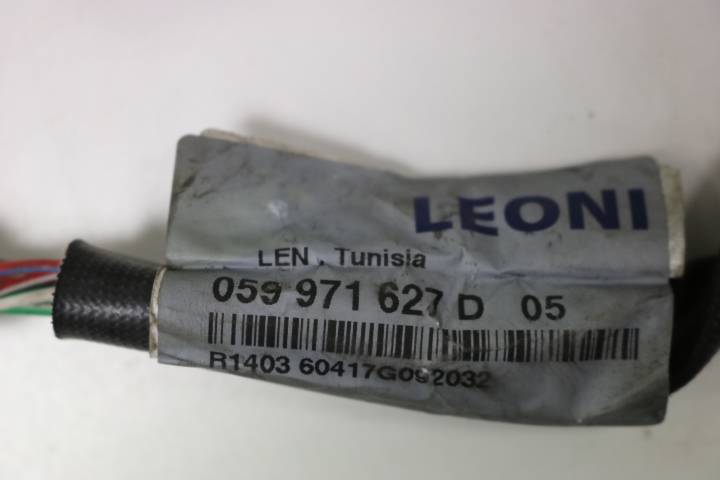 LEONI
LEN . Tunisia
059 971 627 D 05
R1403 60417G092032